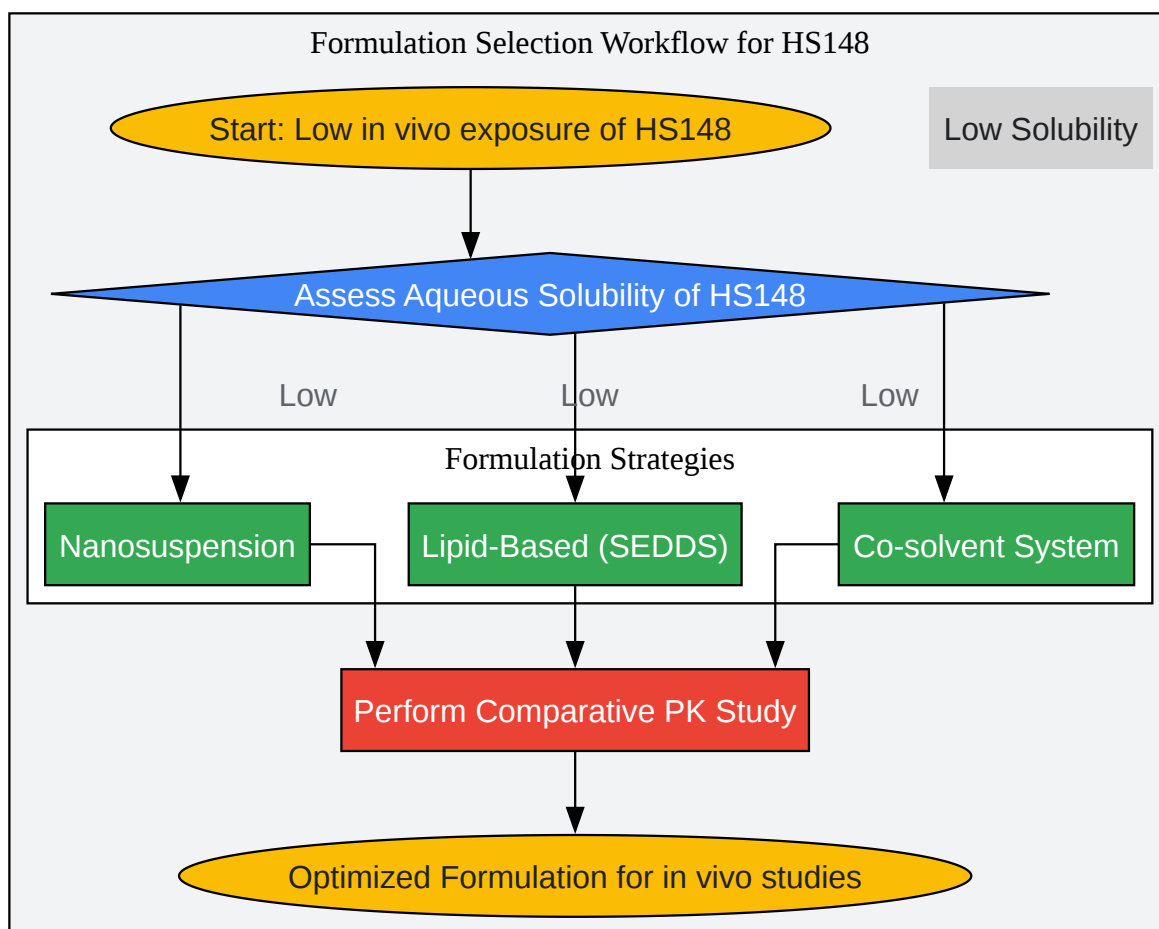 Formulation Selection Workflow for HS148
Start: Low in vivo exposure of HS148
Low Solubility
Assess Aqueous Solubility of HS148
Low
Low
Low
Formulation Strategies
Nanosuspension
Lipid-Based (SEDDS)
Co-solvent System
Perform Comparative PK Study
Optimized Formulation for in vivo studies